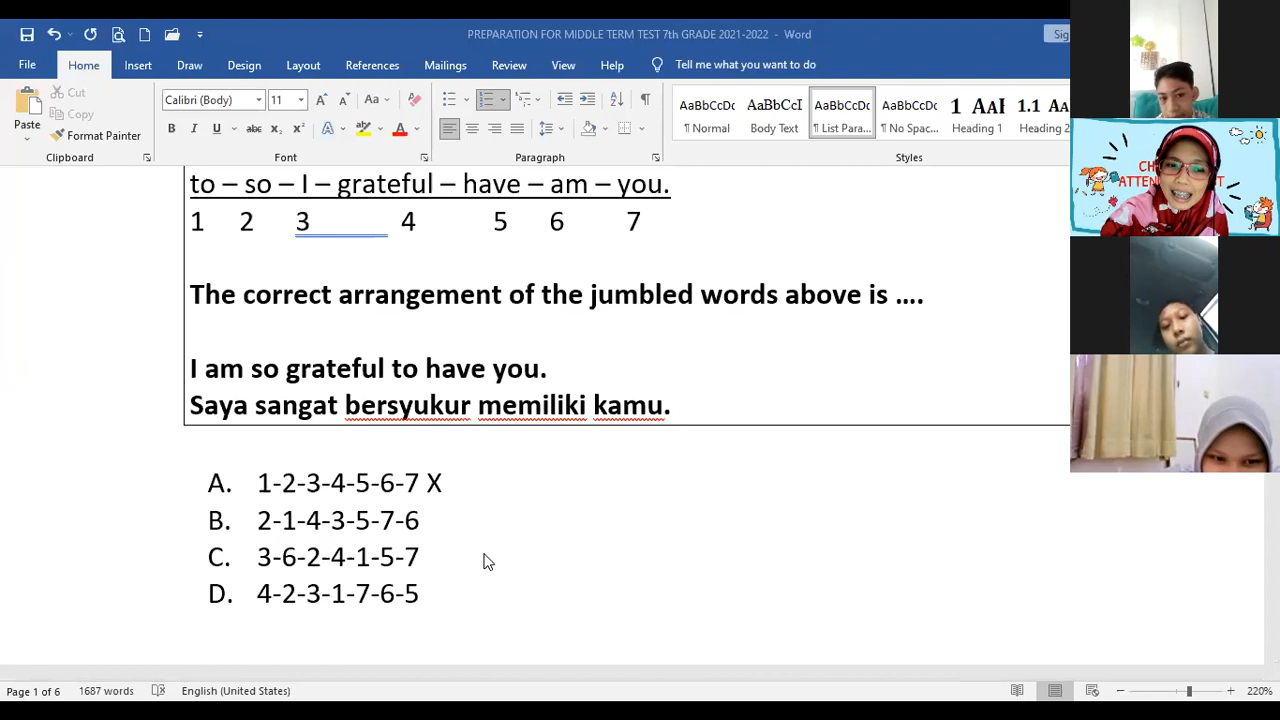 PREPARATION FOR MIDDLE TERM TEST 7th GRADE 2021-2022 - Word
File Home Insert Draw Design Layout References Mailings Review View Help Tell me what you want to do
Paste
Cut
Copy
Format Painter
Clipboard
Calibri (Body) 11
Font
Paragraph
AaBbCcDc AaBbCcI AaBbCcDc AaBbCcDc 1 AaBb 1.1 AaBb
¶ Normal Body Text ¶ List Para... ¶ No Spac... Heading 1 Heading 2
Styles
to – so – I – grateful – have – am – you.
1 2 3 4 5 6 7
The correct arrangement of the jumbled words above is ....
I am so grateful to have you.
Saya sangat bersyukur memiliki kamu.
A. 1-2-3-4-5-6-7 X
B. 2-1-4-3-5-7-6
C. 3-6-2-4-1-5-7
D. 4-2-3-1-7-6-5
Page 1 of 6 1687 words English (United States) 220%